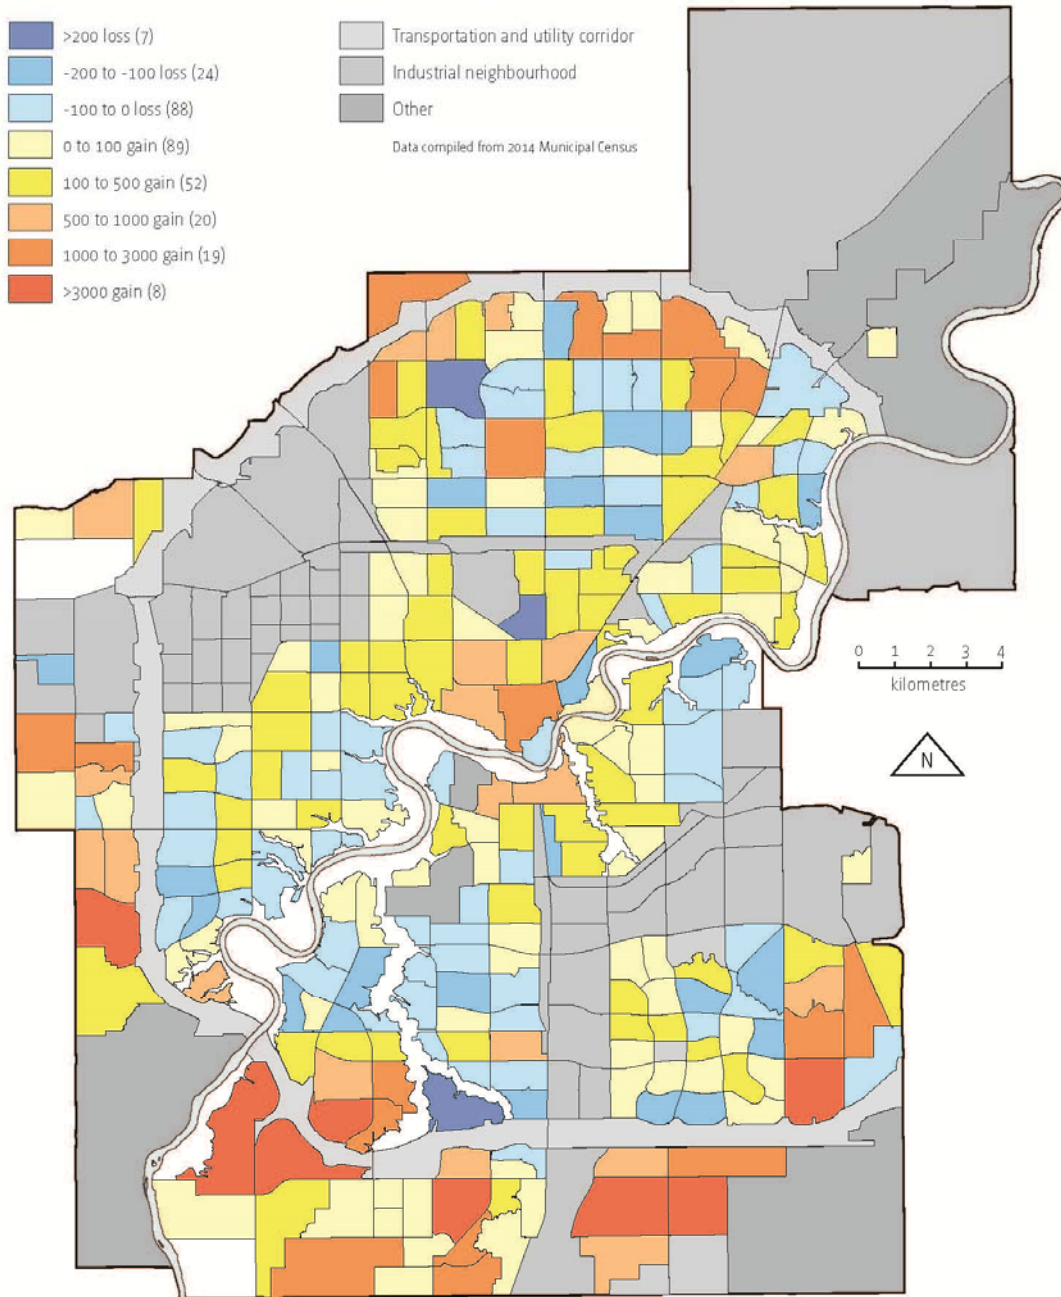 >200 loss (7)
-200 to -100 loss (24)
-100 to 0 loss (88)
0 to 100 gain (89)
100 to 500 gain (52)
500 to 1000 gain (20)
1000 to 3000 gain (19)
>3000 gain (8)
Transportation and utility corridor
Industrial neighbourhood
Other
Data compiled from 2014 Municipal Census
0 1 2 3 4
kilometres
N